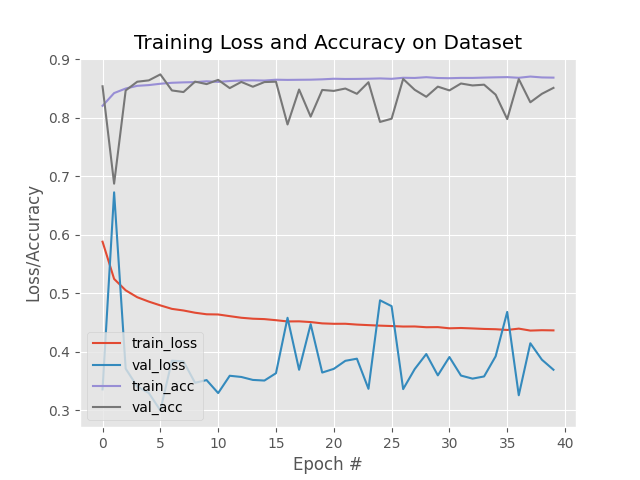 Training Loss and Accuracy on Dataset
0.9
0.8
0.7
0.6
0.5
0.4
0.3
Loss/Accuracy
train_loss
val_loss
train_acc
val_acc
0 5 10 15 20 25 30 35 40
Epoch #